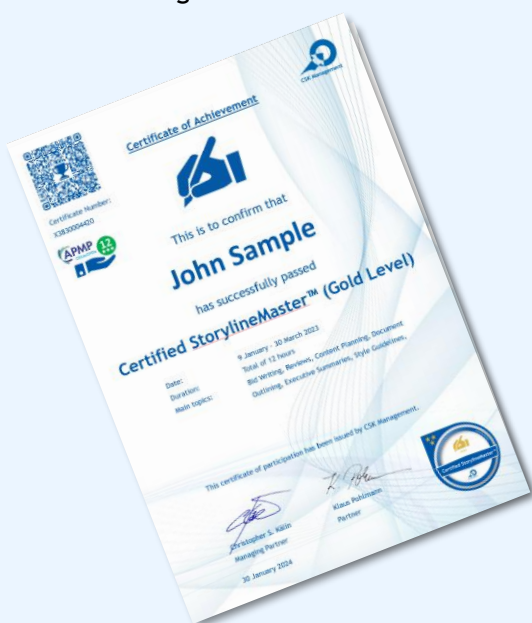 CSK Management
Certificate of Achievement
Certificate Number:
X3830004420
APMP 12
This is to confirm that
John Sample
has successfully passed
Certified StorylineMaster™ (Gold Level)
Date: 9 January - 30 March 2023
Duration: Total of 12 hours
Main topics: Bid Writing, Reviews, Content Planning, Document
Outlining, Executive Summaries, Style Guidelines,
This certificate of participation has been issued by CSK Management.
Certified StorylineMaster™
Christopher S. Kälin
Managing Partner
Klaus Pohlmann
Partner
30 January 2024